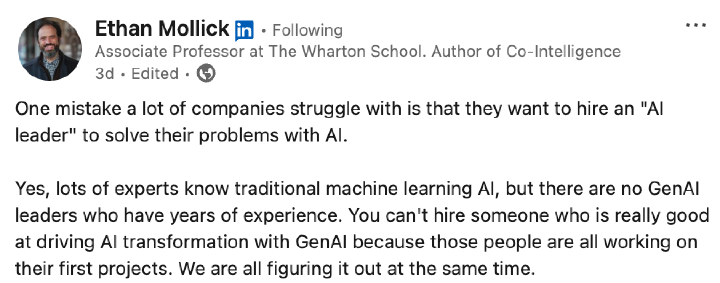 Ethan Mollick in • Following
Associate Professor at The Wharton School. Author of Co-Intelligence
3d • Edited •
One mistake a lot of companies struggle with is that they want to hire an "AI
leader" to solve their problems with AI.
Yes, lots of experts know traditional machine learning AI, but there are no GenAI
leaders who have years of experience. You can't hire someone who is really good
at driving AI transformation with GenAI because those people are all working on
their first projects. We are all figuring it out at the same time.